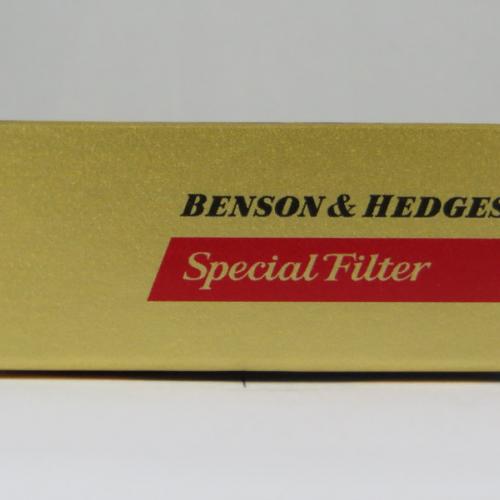 BENSON & HEDGES
Special Filter